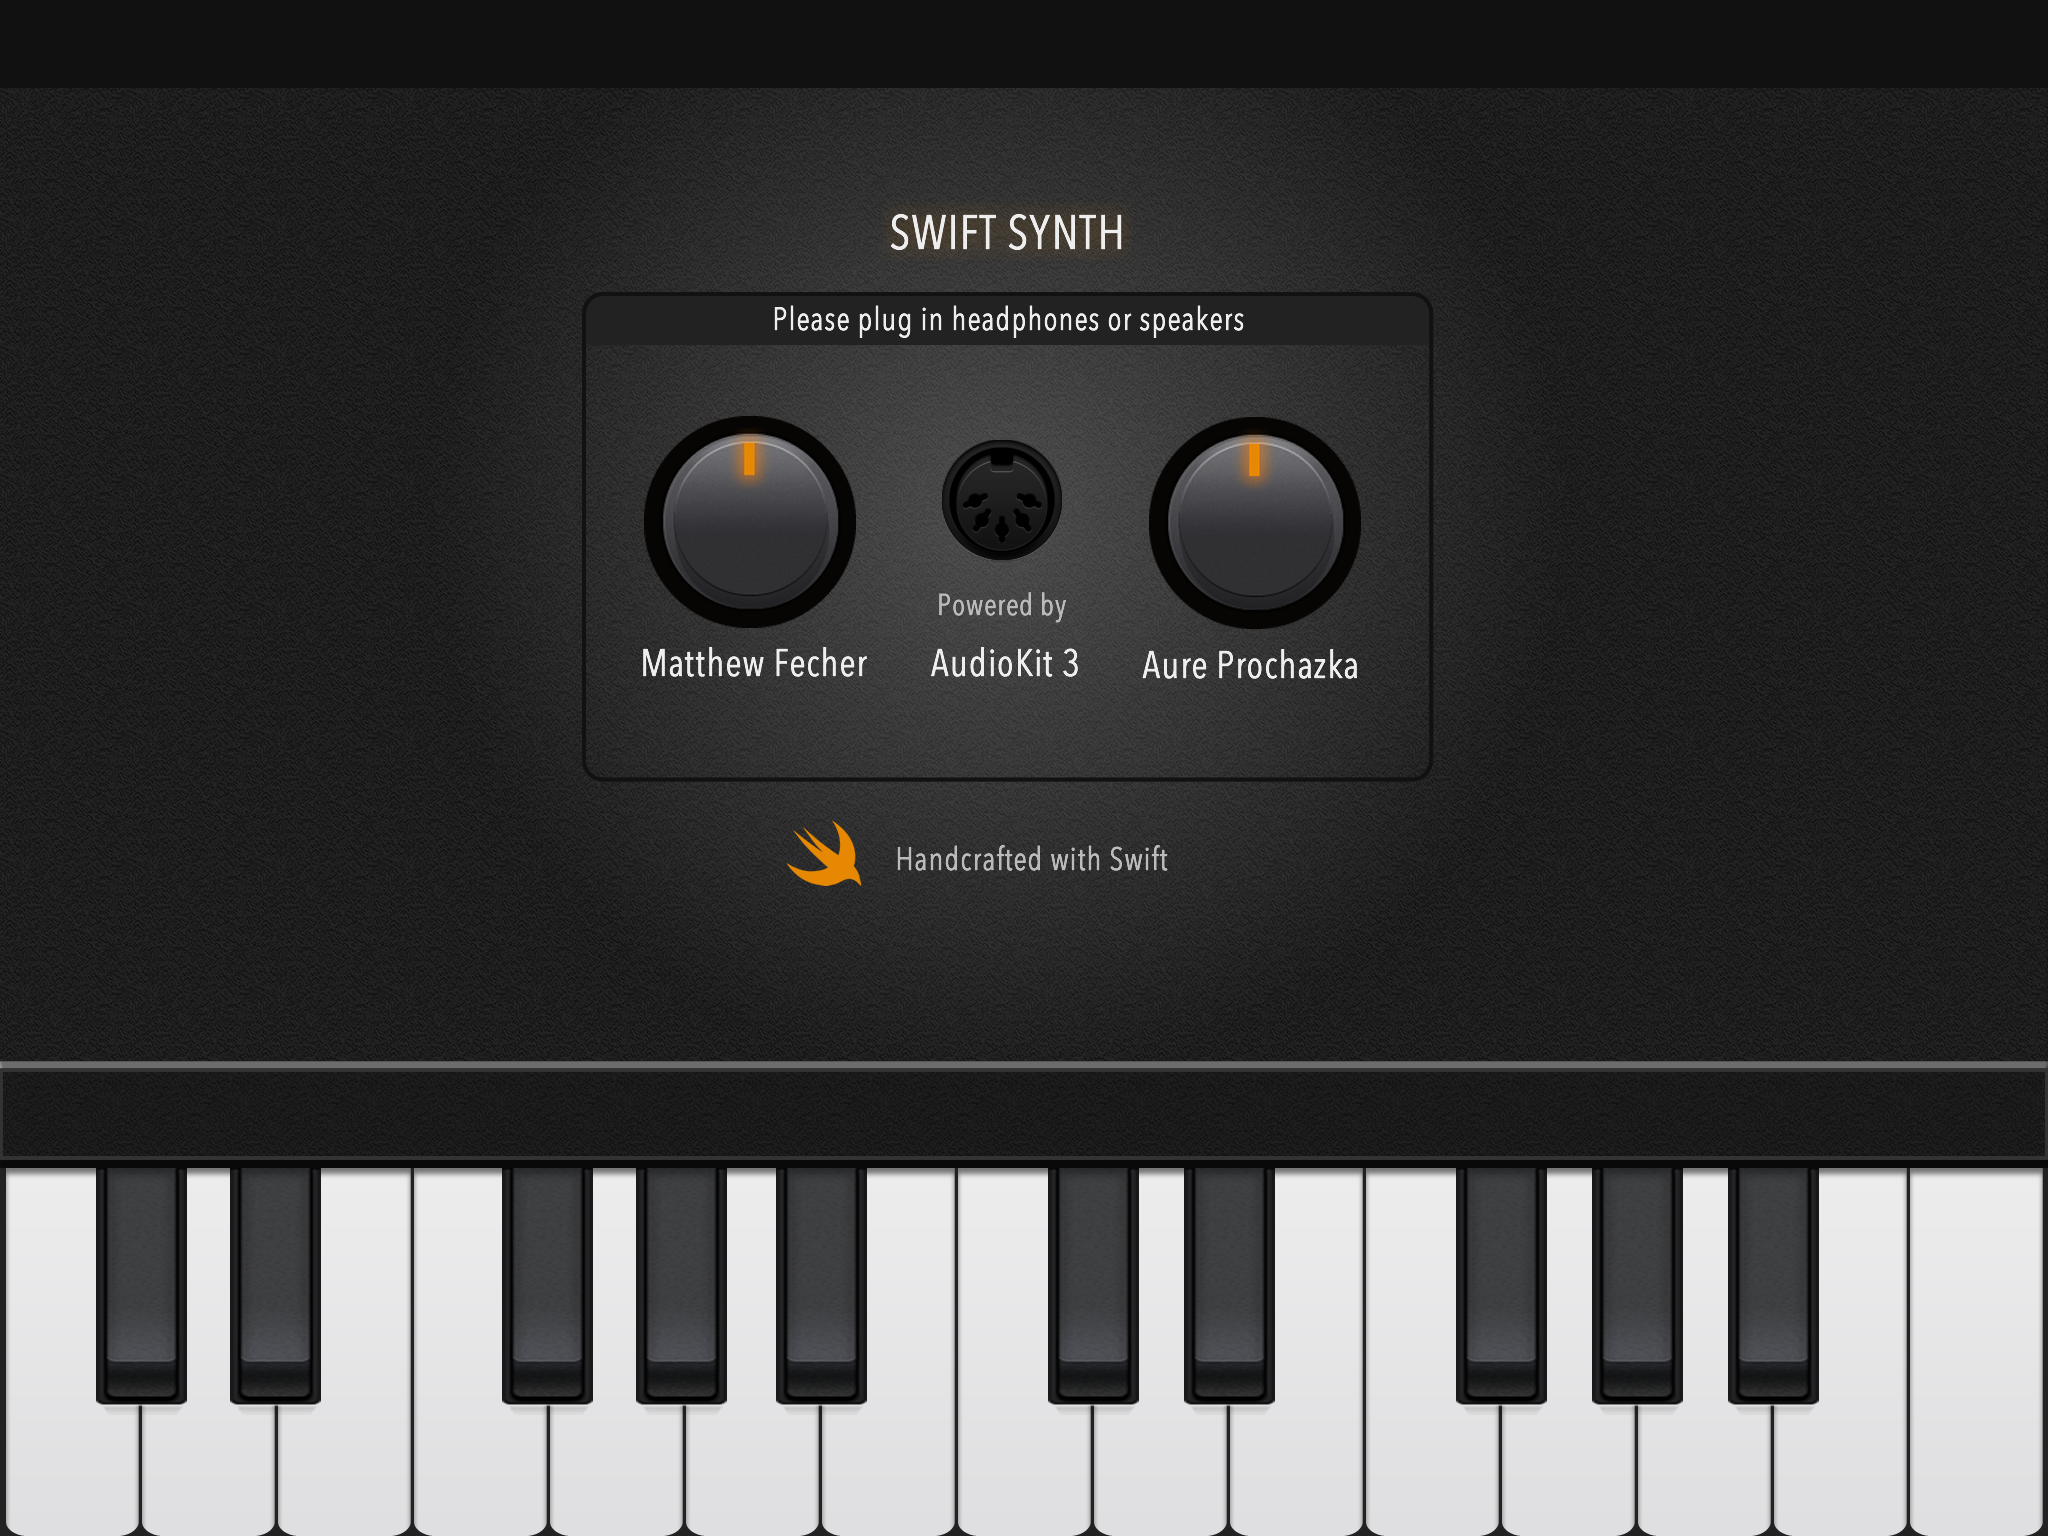 SWIFT SYNTH
Please plug in headphones or speakers
Powered by
Matthew Fecher
AudioKit 3
Aure Prochazka
Handcrafted with Swift